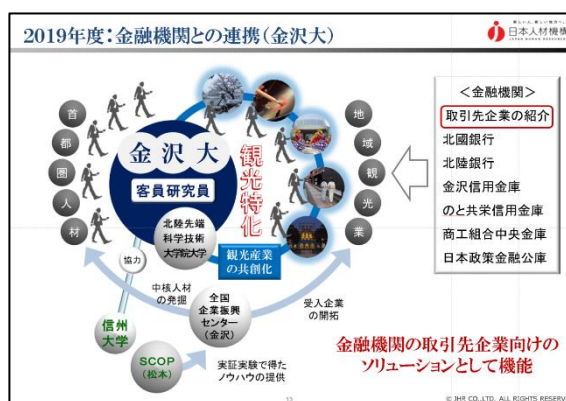 2019年度:金融機関との連携(金沢大)
日本人材機構
首都圏人材
金沢大
客員研究員
観光特化
地域観光業
北陸先端
科学技術
大学院大学
観光産業
の共創化
協力
中核人材
の発掘
全国
企業振興
センター
(金沢)
受入企業
の開拓
信州
大学
SCOP
(松本)
実証実験で得た
ノウハウの提供
<金融機関>
取引先企業の紹介
北國銀行
北陸銀行
金沢信用金庫
のと共栄信用金庫
商工組合中央金庫
日本政策金融公庫
金融機関の取引先企業向けの
ソリューションとして機能
13
© JHR CO.,LTD. ALL RIGHTS RESERV